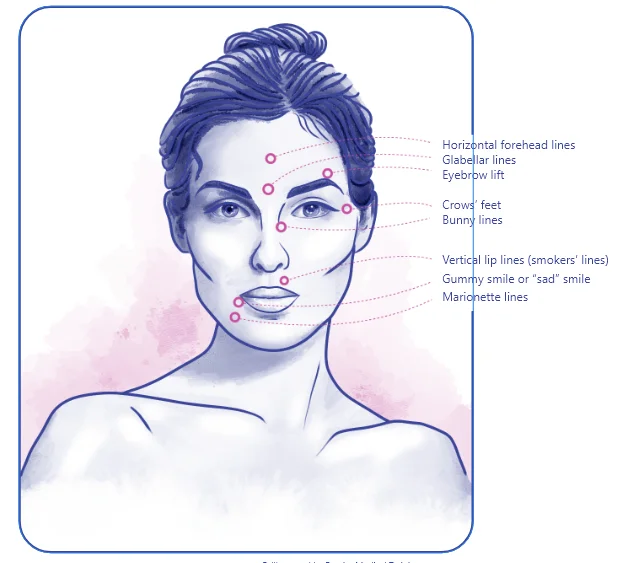 Horizontal forehead lines
Glabellar lines
Eyebrow lift
Crows’ feet
Bunny lines
Vertical lip lines (smokers’ lines)
Gummy smile or “sad” smile
Marionette lines